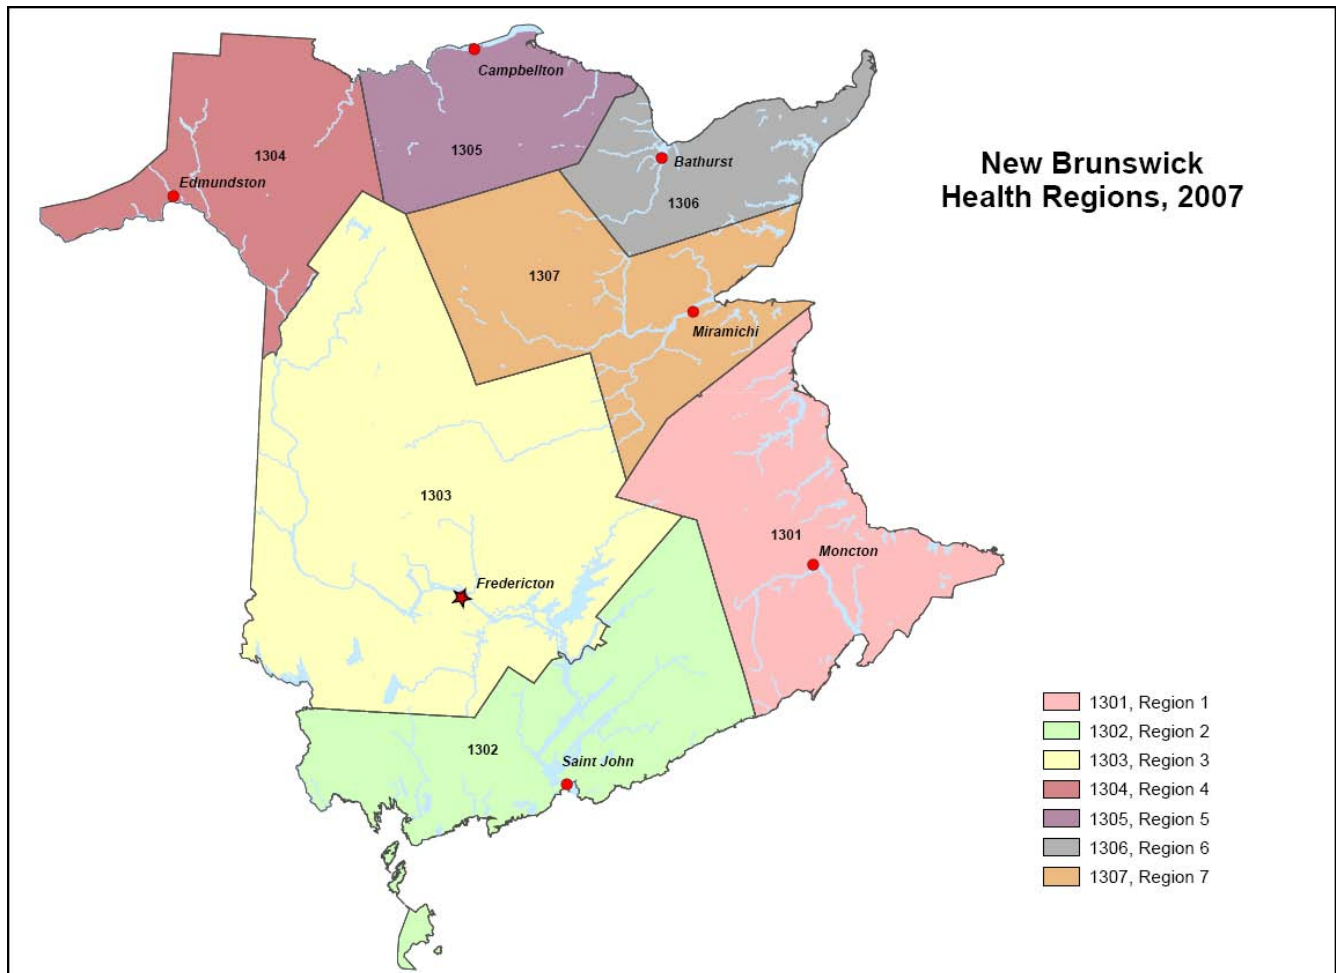 New Brunswick
Health Regions, 2007
Campbellton
1305
1304
Edmundston
Bathurst
1306
1307
Miramichi
1303
1301
Moncton
Fredericton
1302
Saint John
1301, Region 1
1302, Region 2
1303, Region 3
1304, Region 4
1305, Region 5
1306, Region 6
1307, Region 7